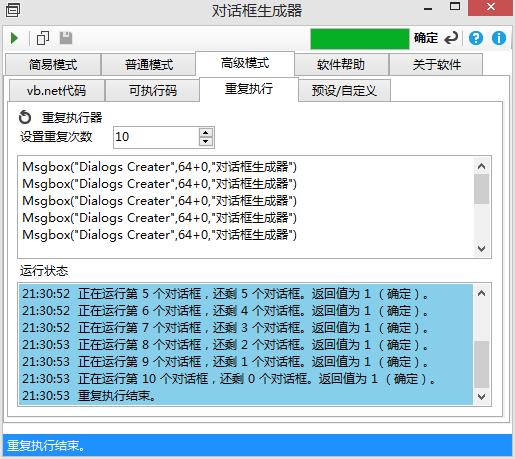 对话框生成器
确定
简易模式 普通模式 高级模式 软件帮助 关于软件
vb.net代码 可执行码 重复执行 预设/自定义
重复执行器
设置重复次数 10
Msgbox("Dialogs Creater",64+0,"对话框生成器")
Msgbox("Dialogs Creater",64+0,"对话框生成器")
Msgbox("Dialogs Creater",64+0,"对话框生成器")
Msgbox("Dialogs Creater",64+0,"对话框生成器")
Msgbox("Dialogs Creater",64+0,"对话框生成器")
运行状态
21:30:52 正在运行第 5 个对话框，还剩 5 个对话框。返回值为 1 （确定）。
21:30:52 正在运行第 6 个对话框，还剩 4 个对话框。返回值为 1 （确定）。
21:30:52 正在运行第 7 个对话框，还剩 3 个对话框。返回值为 1 （确定）。
21:30:53 正在运行第 8 个对话框，还剩 2 个对话框。返回值为 1 （确定）。
21:30:53 正在运行第 9 个对话框，还剩 1 个对话框。返回值为 1 （确定）。
21:30:53 正在运行第 10 个对话框，还剩 0 个对话框。返回值为 1 （确定）。
21:30:53 重复执行结束。
重复执行结束。